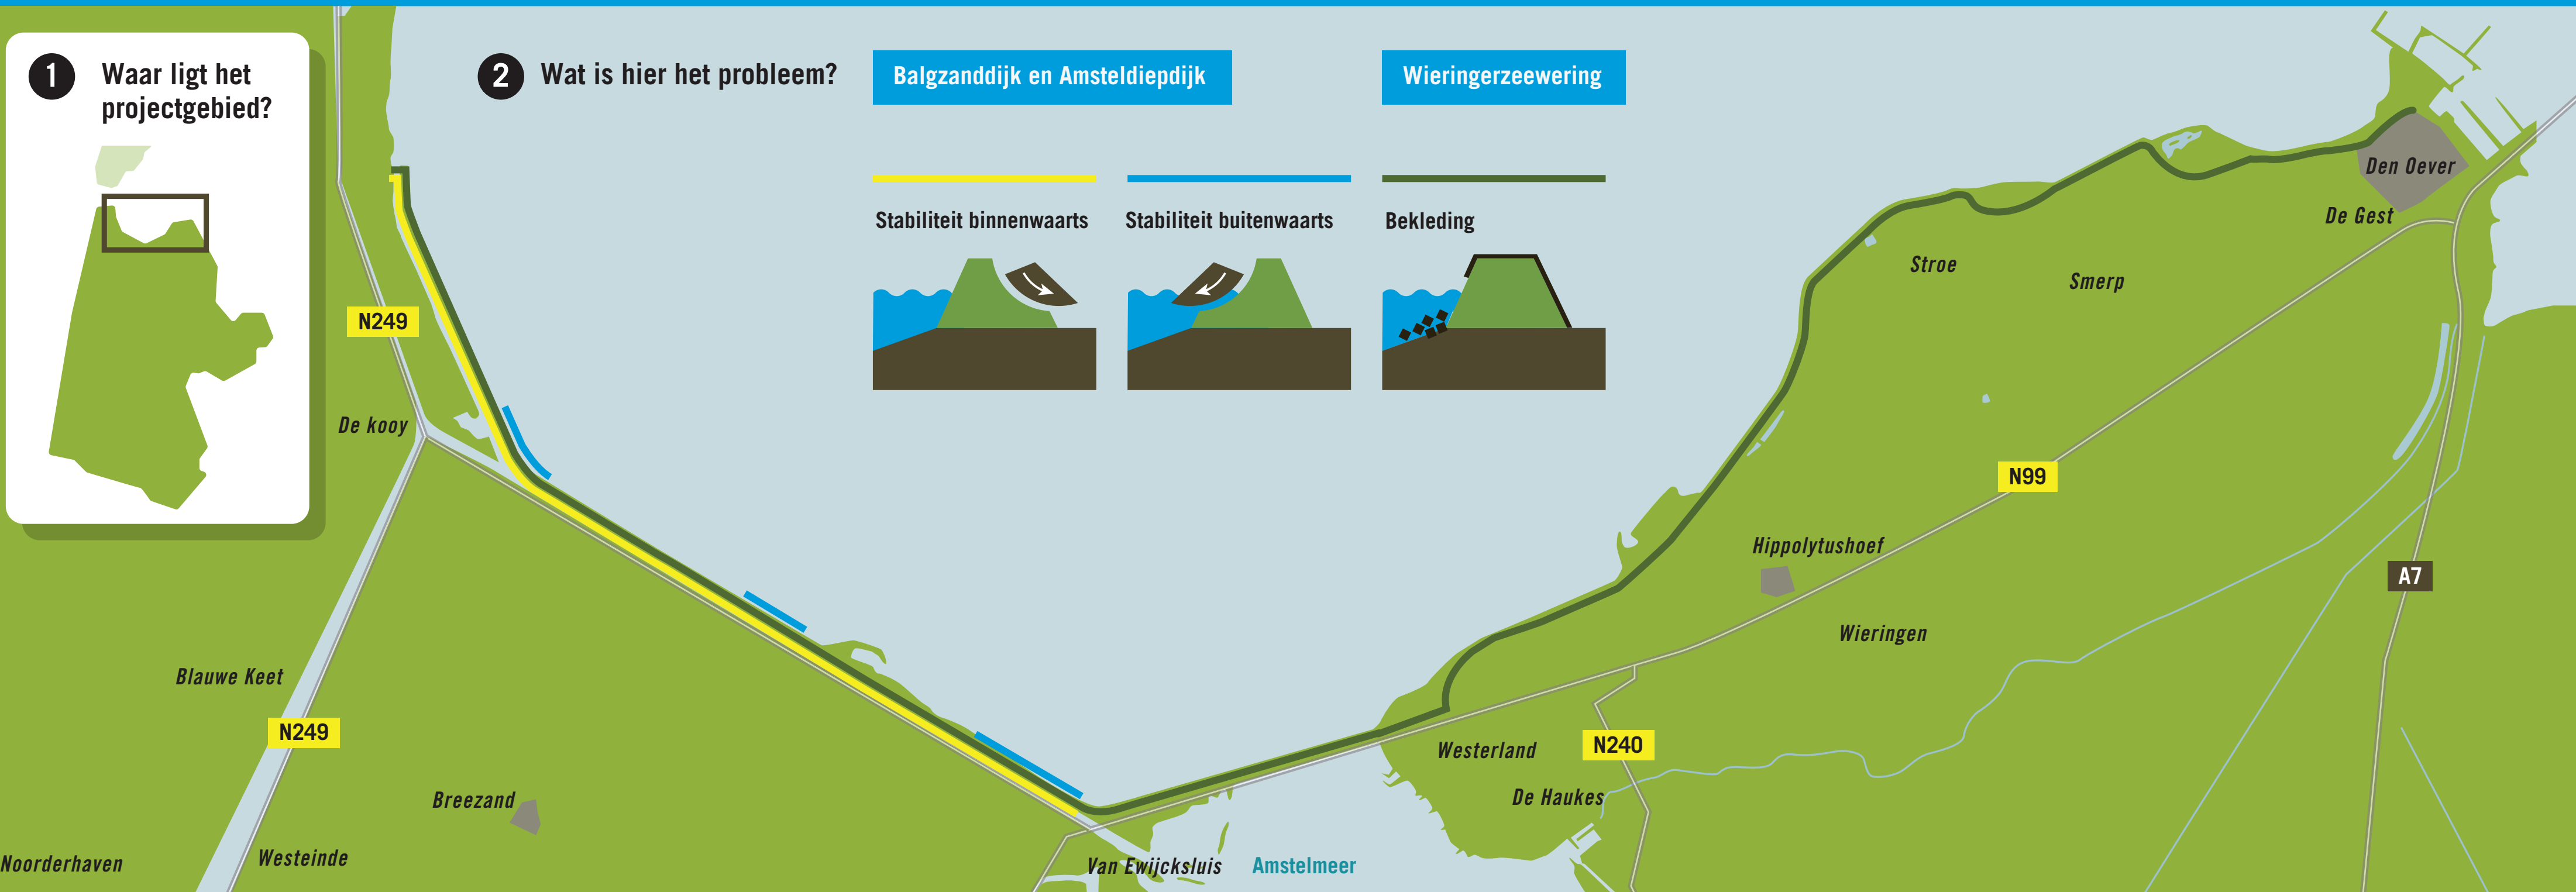 1
Waar ligt het
projectgebied?
2
Wat is hier het probleem?
Balgzanddijk en Amsteldiepdijk
Wieringerzeewering
Stabiliteit binnenwaarts
Stabiliteit buitenwaarts
Bekleding
Den Oever
De Gest
Stroe
Smerp
N249
De kooy
N99
Hippolytushoef
A7
Wieringen
Blauwe Keet
N249
Westerland
N240
De Haukes
Breezand
Noorderhaven
Westeinde
Van Ewijcksluis
Amstelmeer